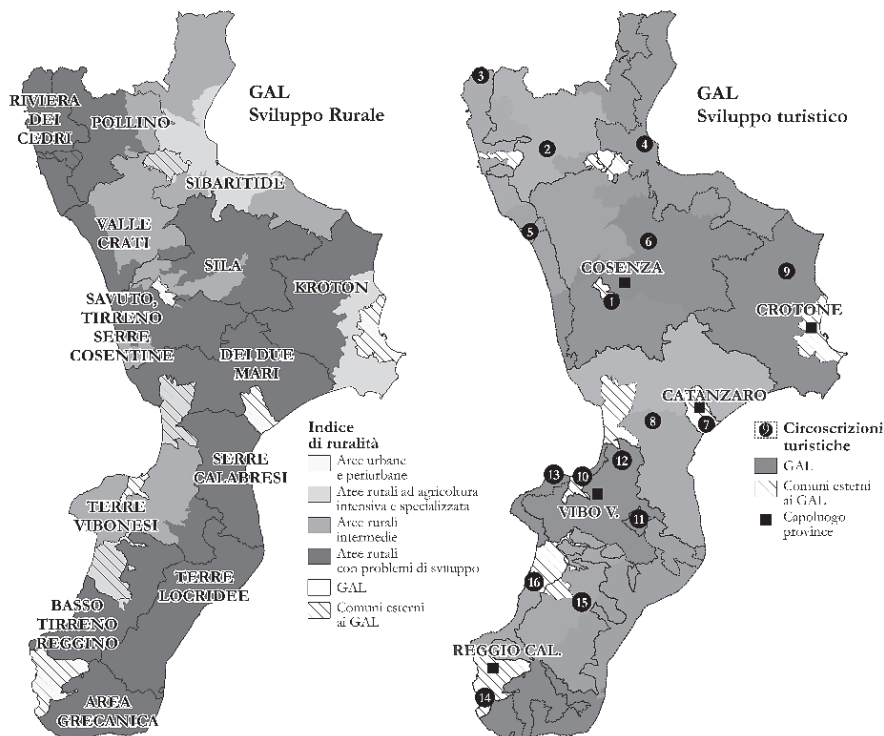 GAL
Sviluppo Rurale
RIVIERA
DEI
CEDRI
POLLINO
SIBARITIDE
VALLE
CRATI
SILA
KROTON
SAVUTO,
TIRRENO
SERRE
COSENTINE
DEI DUE
MARI
SERRE
CALABRESI
TERRE
VIBONESI
TERRE
LOCRIDEE
BASSO
TIRRENO
REGGINO
AREA
GRECANICA
Indice
di ruralità
Aree urbane
e periurbane
Aree rurali ad agricoltura
intensiva e specializzata
Aree rurali
intermedie
Aree rurali
con problemi di sviluppo
GAL
Comuni esterni
ai GAL
GAL
Sviluppo turistico
3
2
4
5
6
COSENZA
1
9
CROTONE
CATANZARO
8
7
12
13
10
VIBO V.
11
16
15
REGGIO CAL.
14
9 Circoscrizioni
turistiche
GAL
Comuni esterni
ai GAL
Capoluogo
province